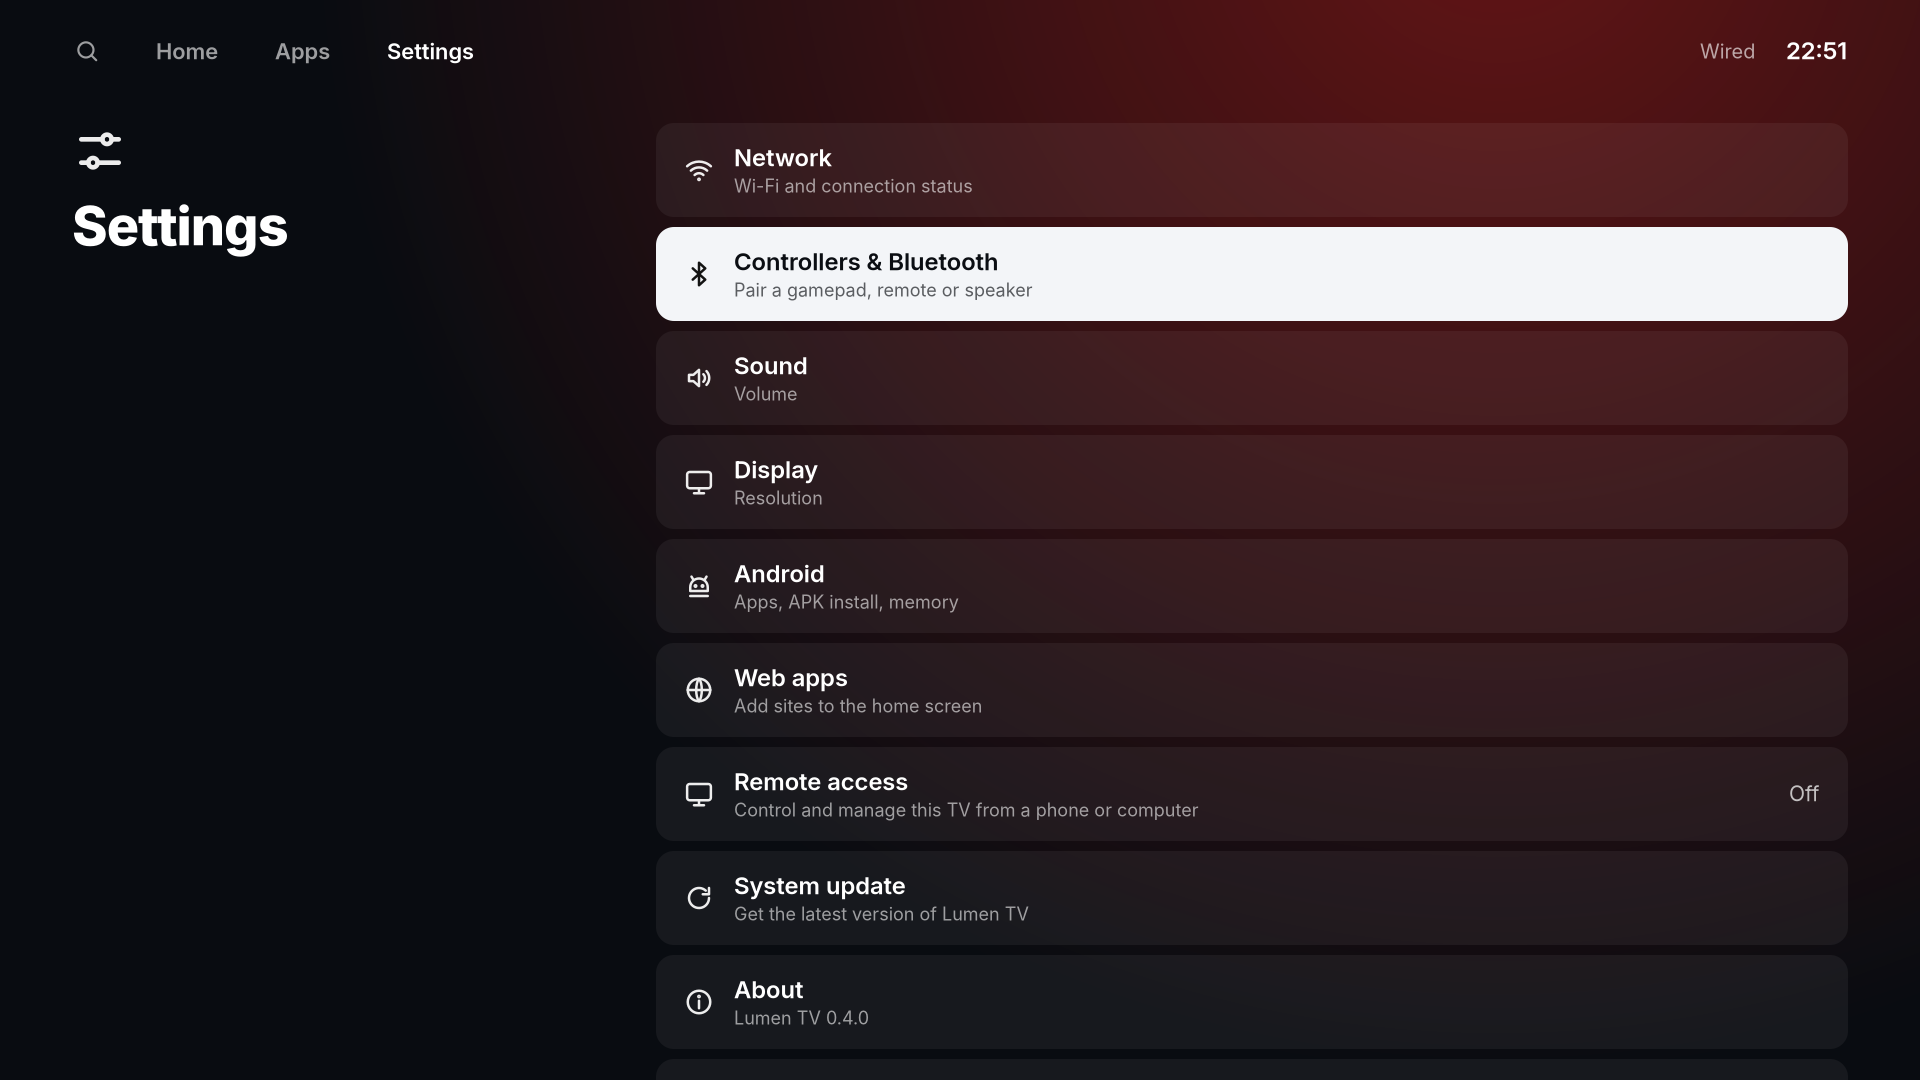 Home
Apps
Settings
Wired
22:51
Settings
Network
Wi-Fi and connection status
Controllers & Bluetooth
Pair a gamepad, remote or speaker
Sound
Volume
Display
Resolution
Android
Apps, APK install, memory
Web apps
Add sites to the home screen
Remote access
Control and manage this TV from a phone or computer
Off
System update
Get the latest version of Lumen TV
About
Lumen TV 0.4.0